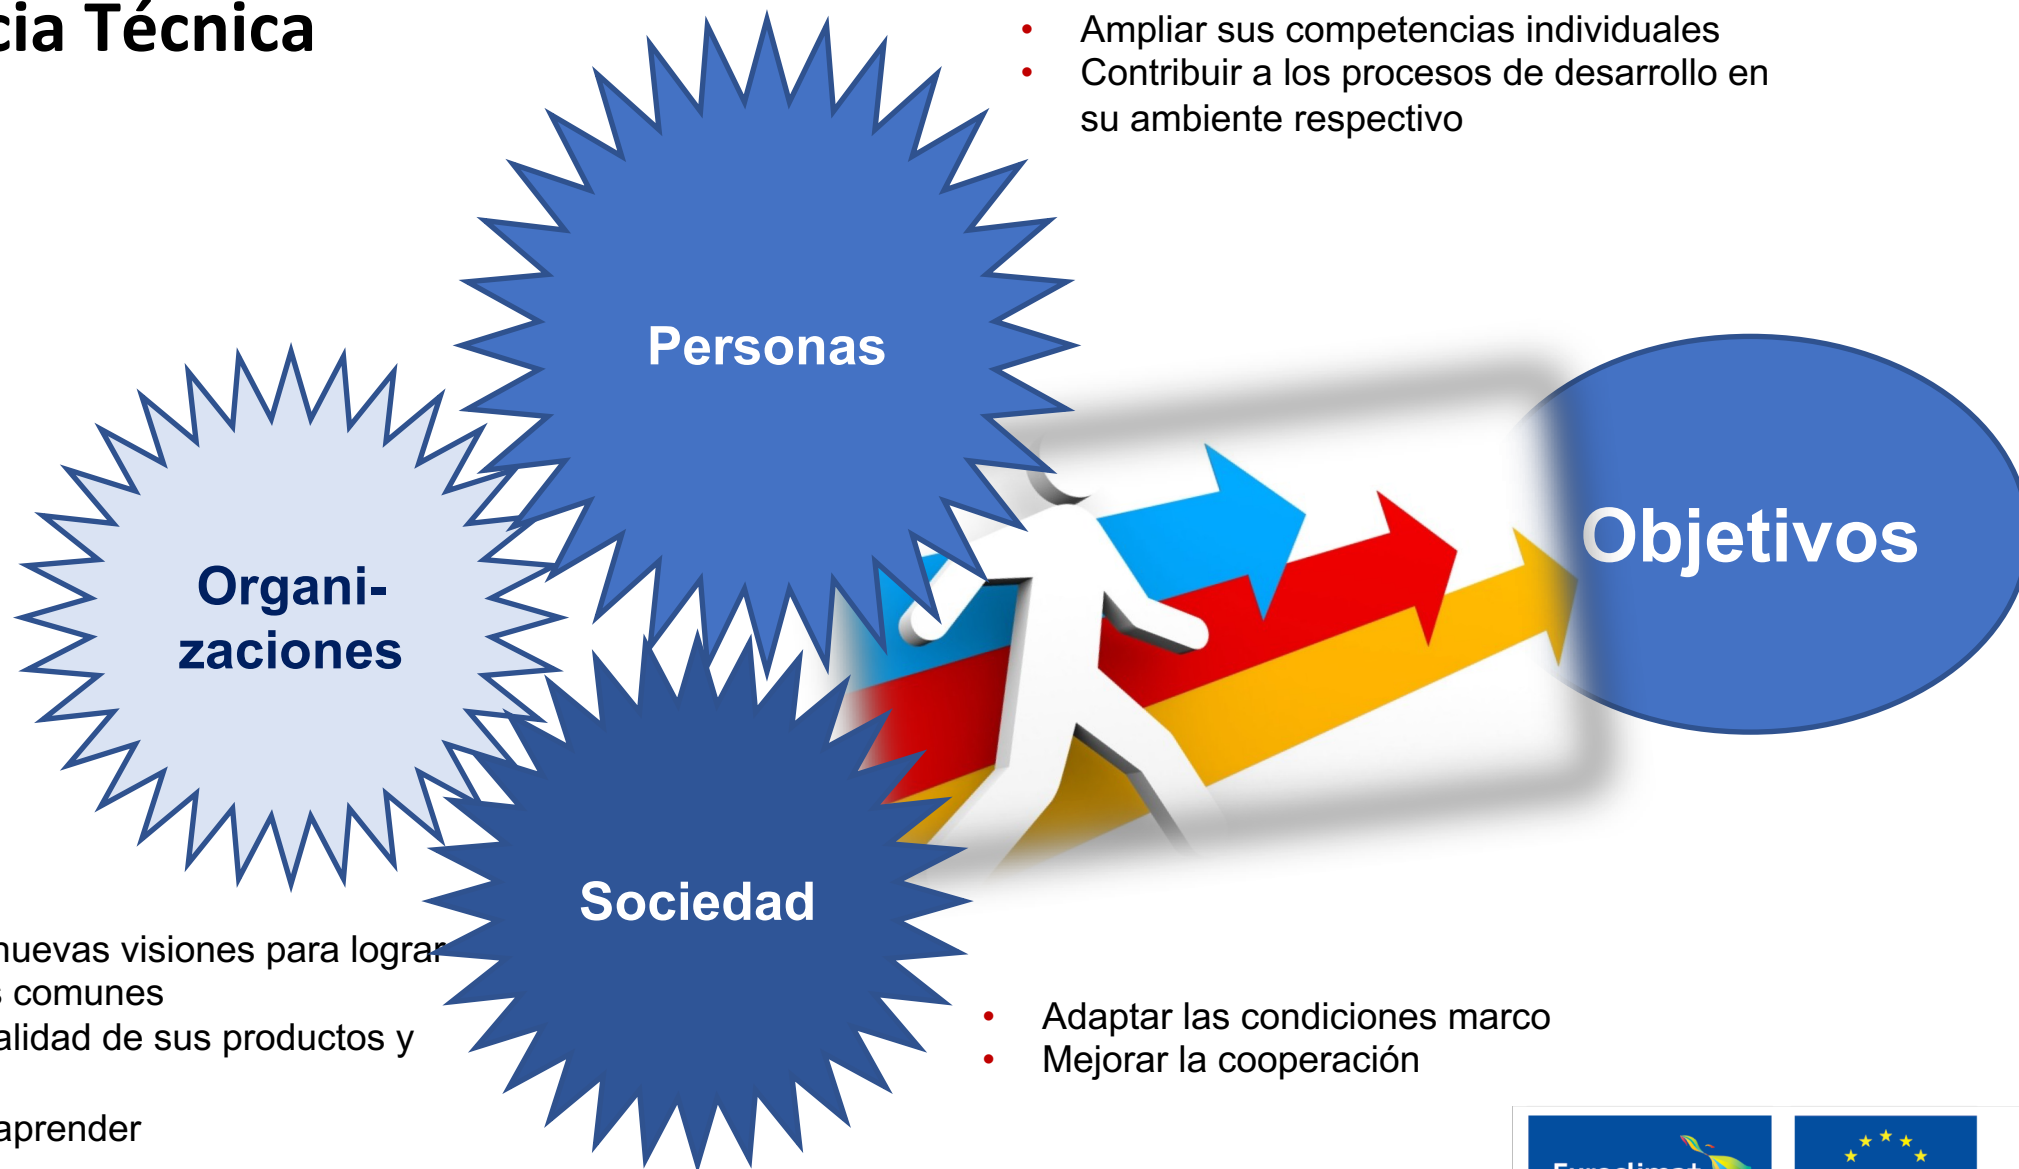 cia Técnica
Ampliar sus competencias individuales
Contribuir a los procesos de desarrollo en
su ambiente respectivo
Personas
Organi-
zaciones
Objetivos
Sociedad
nuevas visiones para lograr
s comunes
alidad de sus productos y
aprender
Adaptar las condiciones marco
Mejorar la cooperación
Euroclima+